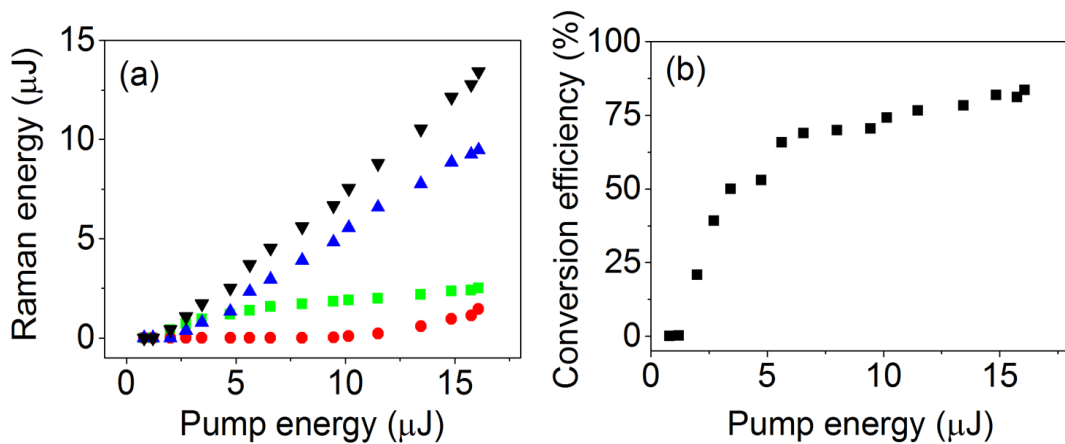 (a)
Raman energy (μJ)
15
10
5
0
0 5 10 15
Pump energy (μJ)
(b)
Conversion efficiency (%)
100
75
50
25
0
0 5 10 15
Pump energy (μJ)